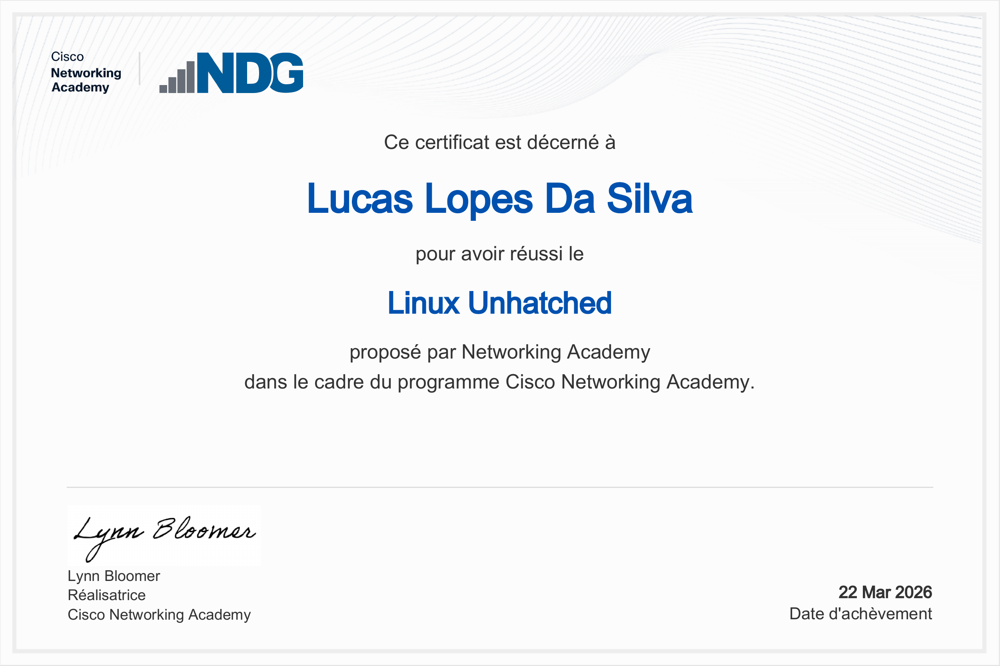 Cisco
Networking
Academy
NDG
Ce certificat est décerné à
Lucas Lopes Da Silva
pour avoir réussi le
Linux Unhatched
proposé par Networking Academy
dans le cadre du programme Cisco Networking Academy.
Lynn Bloomer
Lynn Bloomer
Réalisatrice
Cisco Networking Academy
22 Mar 2026
Date d'achèvement